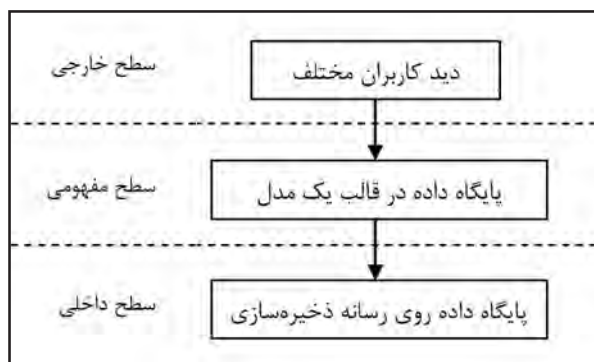 سطح خارجی
دید کاربران مختلف
سطح مفهومی
پایگاه داده در قالب یک مدل
سطح داخلی
پایگاه داده روی رسانه ذخیره‌سازی